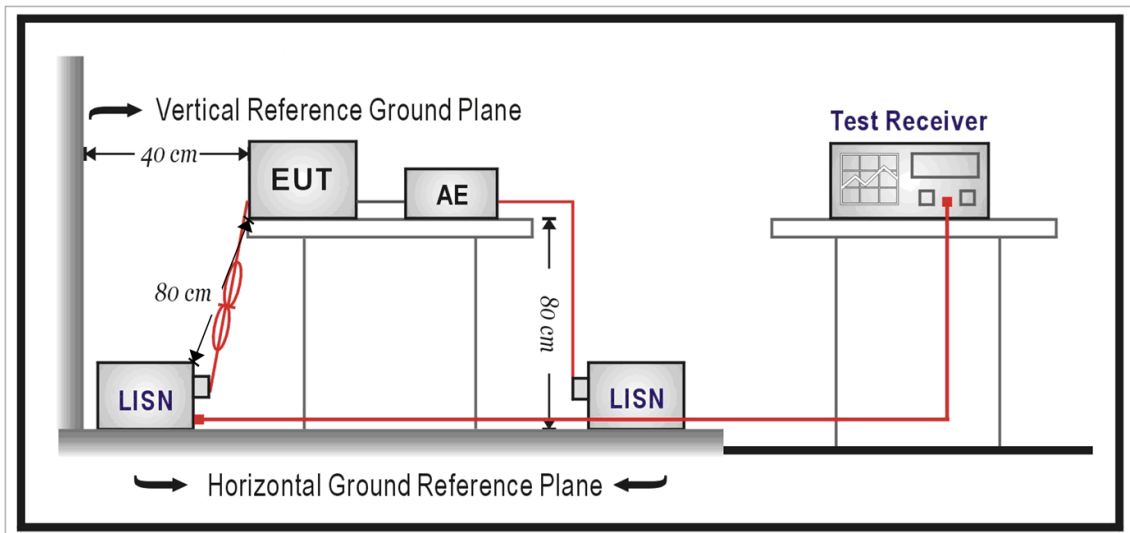 Vertical Reference Ground Plane
Test Receiver
40 cm
EUT
AE
80 cm
80 cm
LISN
LISN
Horizontal Ground Reference Plane